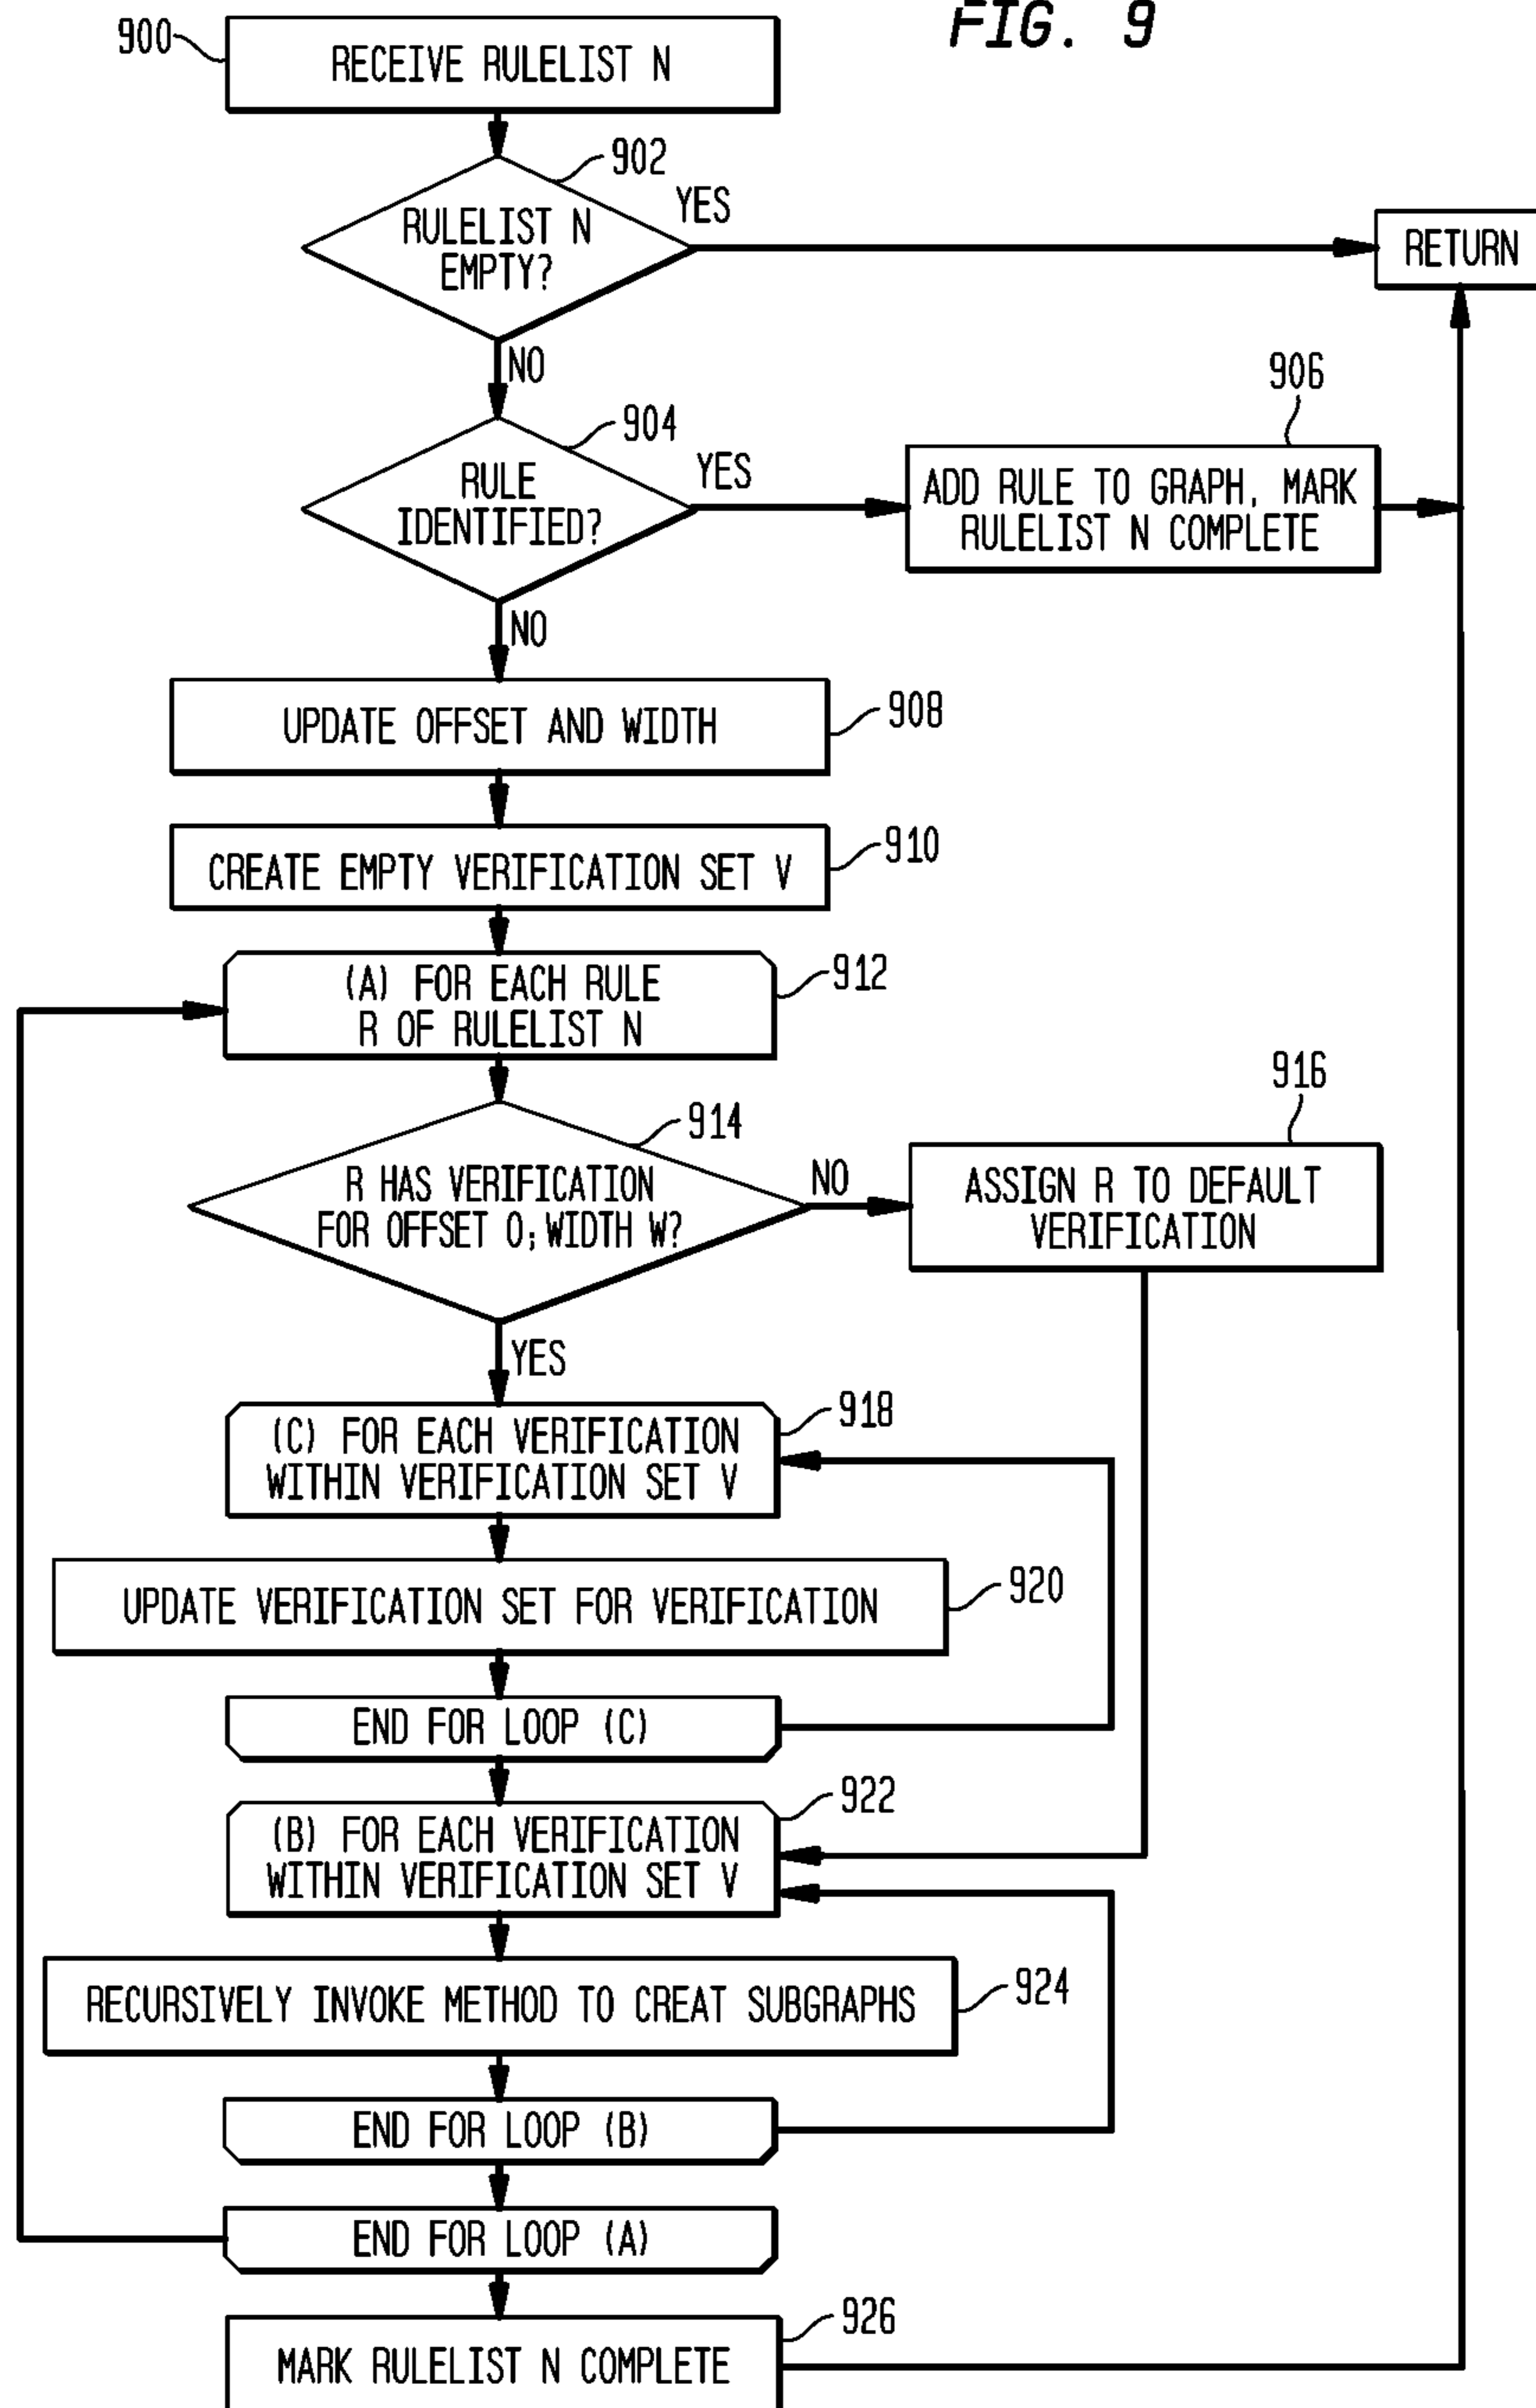 FIG. 9
900
RECEIVE RULELIST N
902
RULELIST N
EMPTY?
YES
RETURN
NO
904
RULE
IDENTIFIED?
YES
906
ADD RULE TO GRAPH, MARK
RULELIST N COMPLETE
NO
UPDATE OFFSET AND WIDTH
908
CREATE EMPTY VERIFICATION SET V
910
(A) FOR EACH RULE
R OF RULELIST N
912
914
R HAS VERIFICATION
FOR OFFSET O; WIDTH W?
NO
916
ASSIGN R TO DEFAULT
VERIFICATION
YES
(C) FOR EACH VERIFICATION
WITHIN VERIFICATION SET V
918
UPDATE VERIFICATION SET FOR VERIFICATION
920
END FOR LOOP (C)
(B) FOR EACH VERIFICATION
WITHIN VERIFICATION SET V
922
RECURSIVELY INVOKE METHOD TO CREAT SUBGRAPHS
924
END FOR LOOP (B)
END FOR LOOP (A)
MARK RULELIST N COMPLETE
926